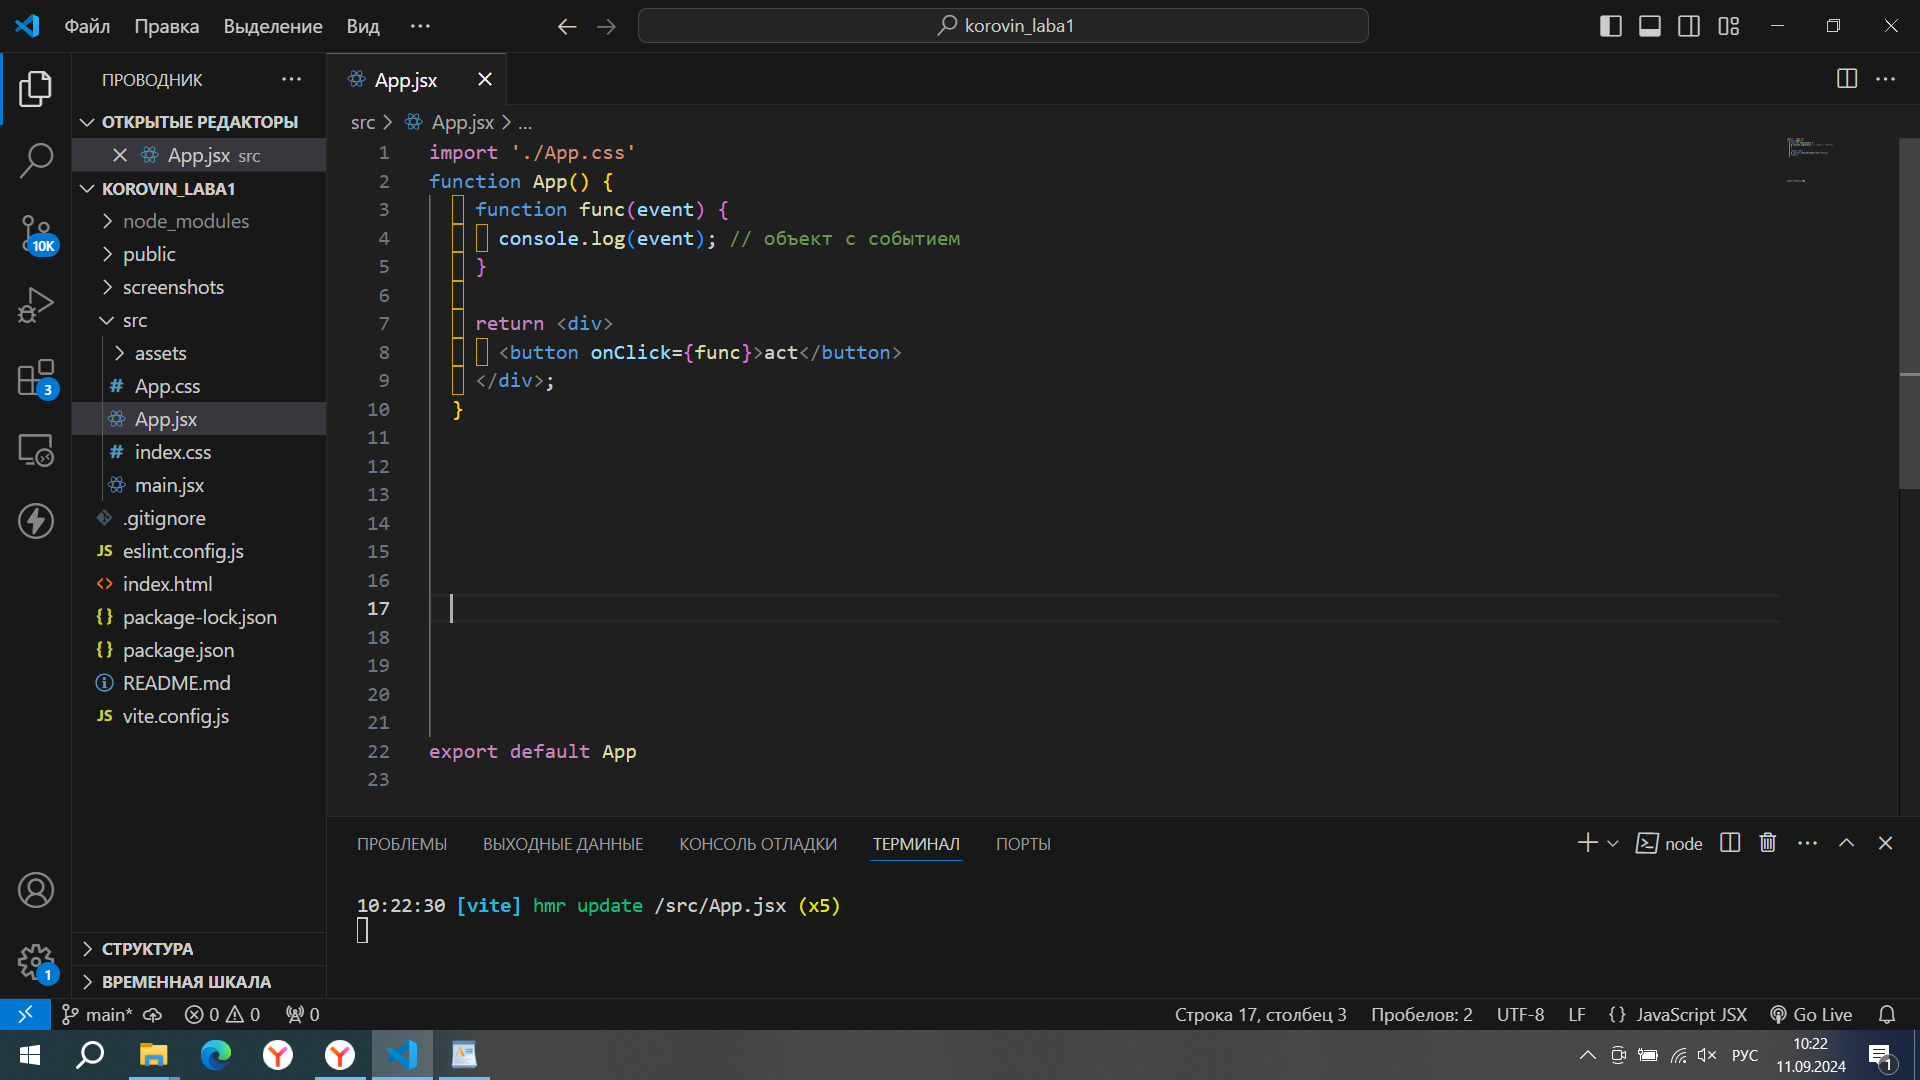 Файл Правка Выделение Вид ··· korovin_laba1
ПРОВОДНИК ···
ОТКРЫТЫЕ РЕДАКТОРЫ
App.jsx src
KOROVIN_LABA1
node_modules
public
screenshots
src
assets
# App.css
App.jsx
# index.css
main.jsx
.gitignore
JS eslint.config.js
<> index.html
{} package-lock.json
{} package.json
README.md
JS vite.config.js
СТРУКТУРА
ВРЕМЕННАЯ ШКАЛА
10K
3
1
App.jsx
src > App.jsx > ...
1 import './App.css'
2 function App() {
3 function func(event) {
4 console.log(event); // объект с событием
5 }
6
7 return <div>
8 <button onClick={func}>act</button>
9 </div>;
10 }
11
12
13
14
15
16
17
18
19
20
21
22 export default App
23
ПРОБЛЕМЫ ВЫХОДНЫЕ ДАННЫЕ КОНСОЛЬ ОТЛАДКИ ТЕРМИНАЛ ПОРТЫ node
10:22:30 [vite] hmr update /src/App.jsx (x5)
main* 0 0 0 Строка 17, столбец 3 Пробелов: 2 UTF-8 LF {} JavaScript JSX Go Live
РУС 10:22
11.09.2024
1